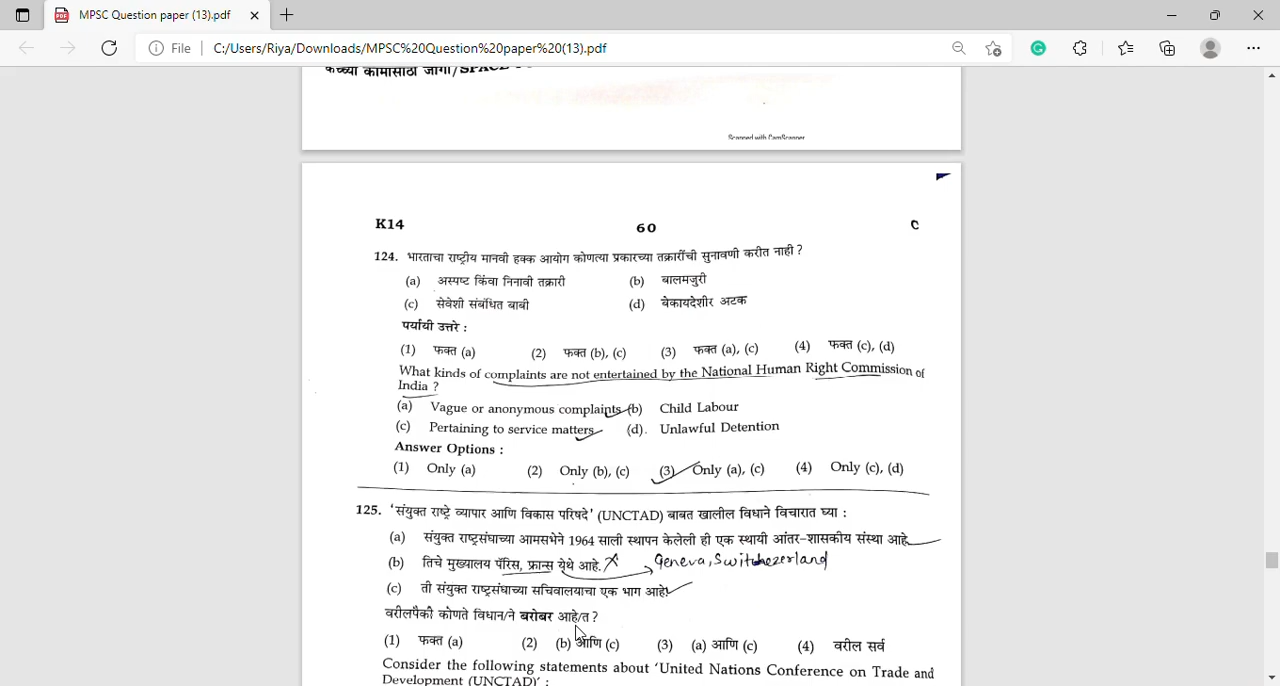 MPSC Question paper (13).pdf
File C:/Users/Riya/Downloads/MPSC%20Question%20paper%20(13).pdf
कच्च्या कामासाठी जागा/SPACE
Scanned with CamScanner
K14 60 C
124. भारताचा राष्ट्रीय मानवी हक्क आयोग कोणत्या प्रकारच्या तक्रारींची सुनावणी करीत नाही ?
(a) अस्पष्ट किंवा निनावी तक्रारी (b) बालमजुरी
(c) सेवेशी संबंधित बाबी (d) बेकायदेशीर अटक
पर्यायी उत्तरे :
(1) फक्त (a) (2) फक्त (b), (c) (3) फक्त (a), (c) (4) फक्त (c), (d)
What kinds of complaints are not entertained by the National Human Right Commission of
India ?
(a) Vague or anonymous complaints (b) Child Labour
(c) Pertaining to service matters (d). Unlawful Detention
Answer Options :
(1) Only (a) (2) Only (b), (c) (3) Only (a), (c) (4) Only (c), (d)
125. 'संयुक्त राष्ट्रे व्यापार आणि विकास परिषदे' (UNCTAD) बाबत खालील विधाने विचारात घ्या :
(a) संयुक्त राष्ट्रसंघाच्या आमसभेने 1964 साली स्थापन केलेली ही एक स्थायी आंतर-शासकीय संस्था आहे.
(b) तिचे मुख्यालय पॅरिस, फ्रान्स येथे आहे. X Geneva, Switchezerland
(c) ती संयुक्त राष्ट्रसंघाच्या सचिवालयाचा एक भाग आहे.
वरीलपैकी कोणते विधान/ने बरोबर आहे/त ?
(1) फक्त (a) (2) (b) आणि (c) (3) (a) आणि (c) (4) वरील सर्व
Consider the following statements about 'United Nations Conference on Trade and
Development (UNCTAD)' :